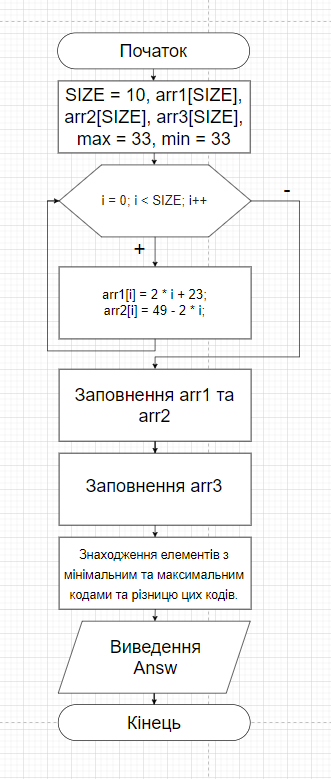 Початок
SIZE = 10, arr1[SIZE],
arr2[SIZE], arr3[SIZE],
max = 33, min = 33
i = 0; i < SIZE; i++
-
+
arr1[i] = 2 * i + 23;
arr2[i] = 49 - 2 * i;
Заповнення arr1 та
arr2
Заповнення arr3
Знаходження елементів з
мінімальним та максимальним
кодами та різницю цих кодів.
Виведення
Answ
Кінець